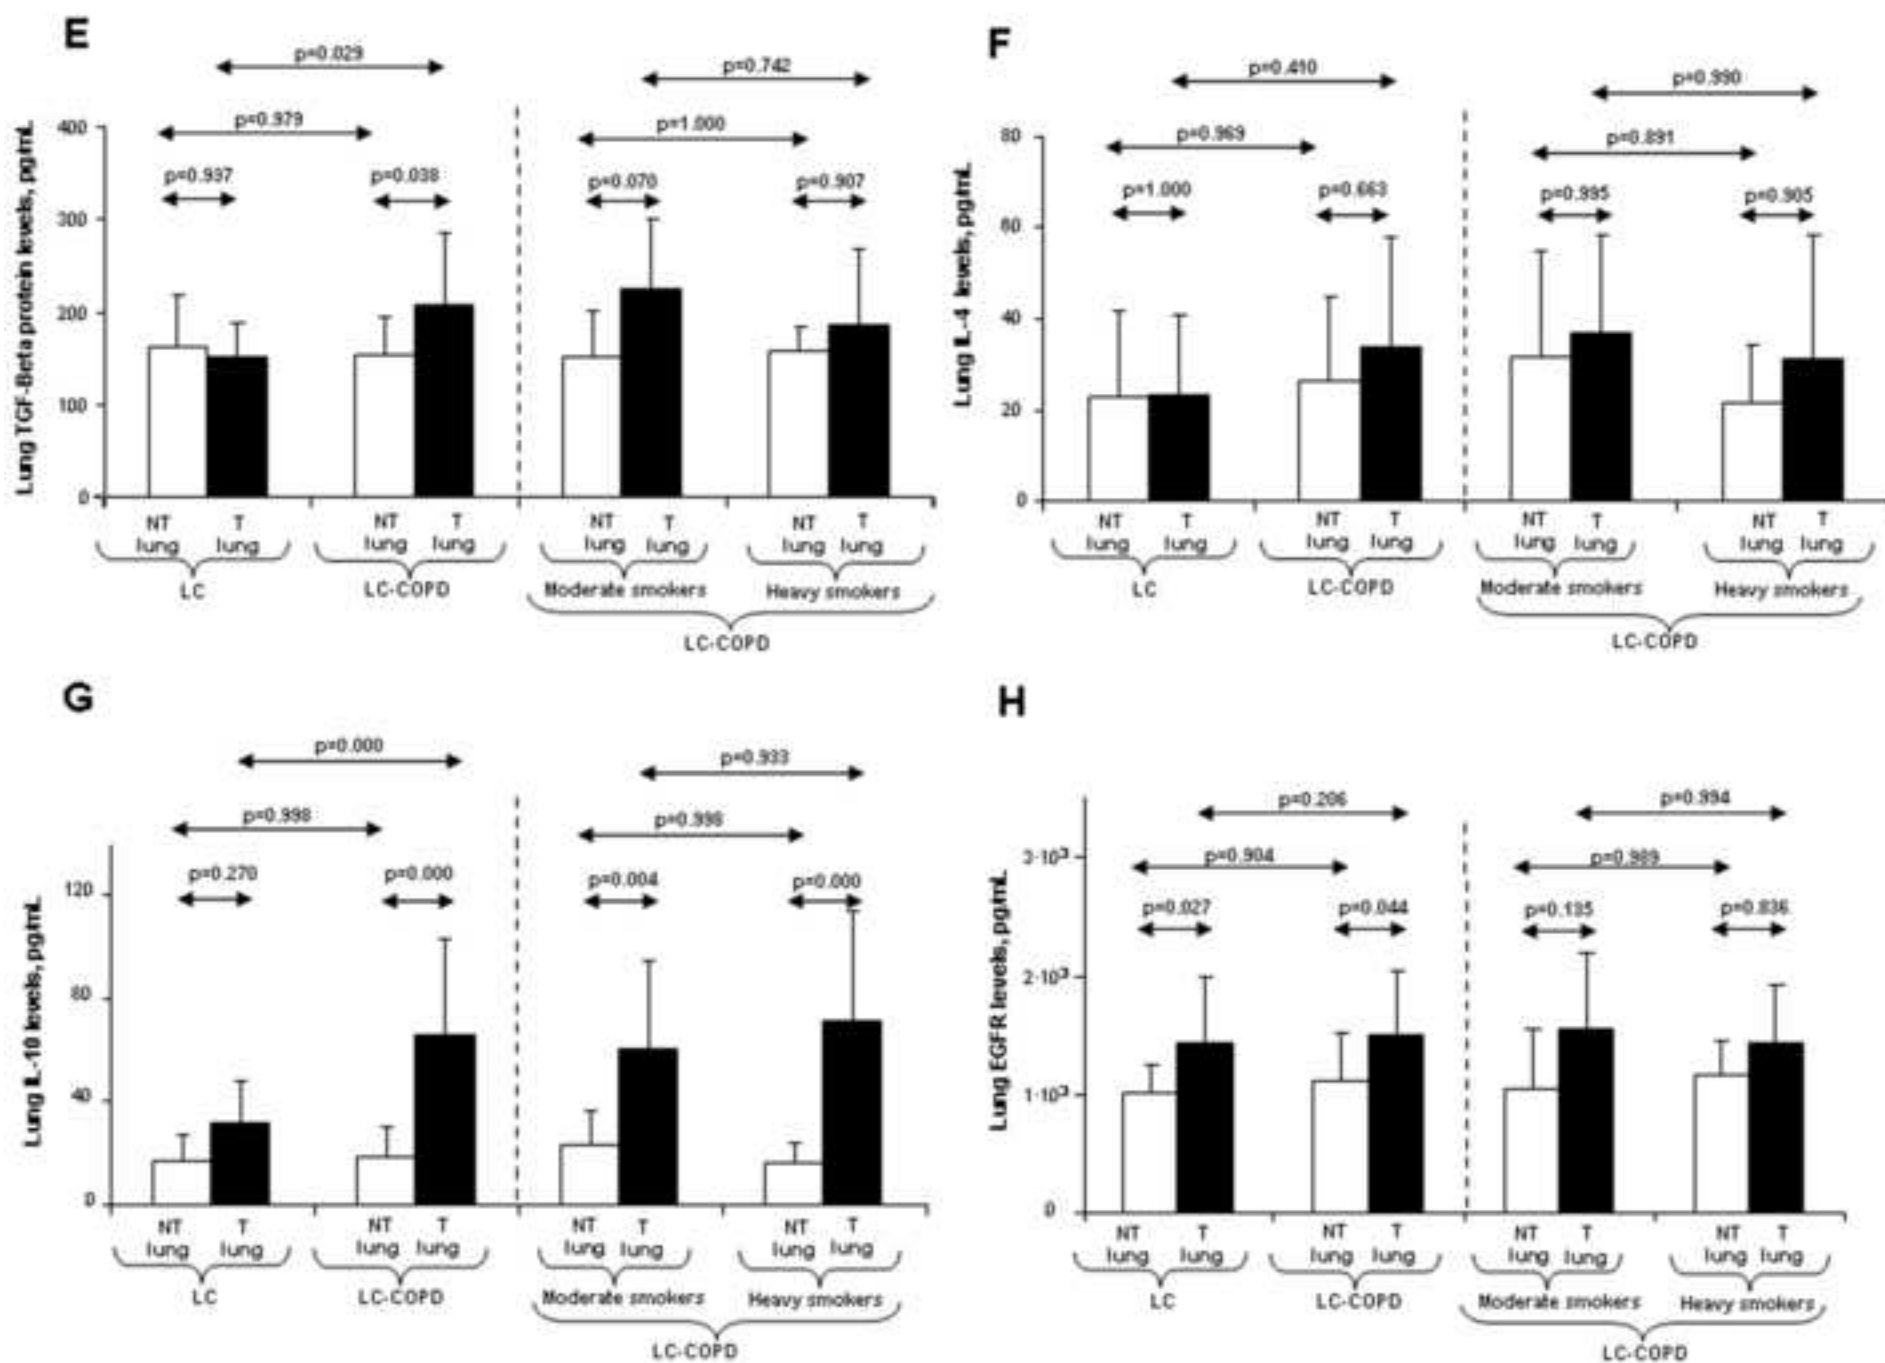 E
p=0.029
p=0.742
p=0.979
p=1.000
p=0.937
p=0.038
p=0.070
p=0.907
Lung TGF-Beta protein levels, pg/mL
400
300
200
100
0
NT lung
T lung
NT lung
T lung
NT lung
T lung
NT lung
T lung
LC
LC-COPD
Moderate smokers
Heavy smokers
LC-COPD
F
p=0.410
p=0.990
p=0.969
p=0.891
p=1.000
p=0.663
p=0.995
p=0.905
Lung IL-4 levels, pg/mL
80
60
40
20
0
NT lung
T lung
NT lung
T lung
NT lung
T lung
NT lung
T lung
LC
LC-COPD
Moderate smokers
Heavy smokers
LC-COPD
G
p=0.000
p=0.933
p=0.998
p=0.998
p=0.270
p=0.000
p=0.004
p=0.000
Lung IL-10 levels, pg/mL
120
80
40
0
NT lung
T lung
NT lung
T lung
NT lung
T lung
NT lung
T lung
LC
LC-COPD
Moderate smokers
Heavy smokers
LC-COPD
H
p=0.206
p=0.994
p=0.904
p=0.989
p=0.027
p=0.044
p=0.135
p=0.836
Lung EGFR levels, pg/mL
3·10³
2·10³
1·10³
0
NT lung
T lung
NT lung
T lung
NT lung
T lung
NT lung
T lung
LC
LC-COPD
Moderate smokers
Heavy smokers
LC-COPD